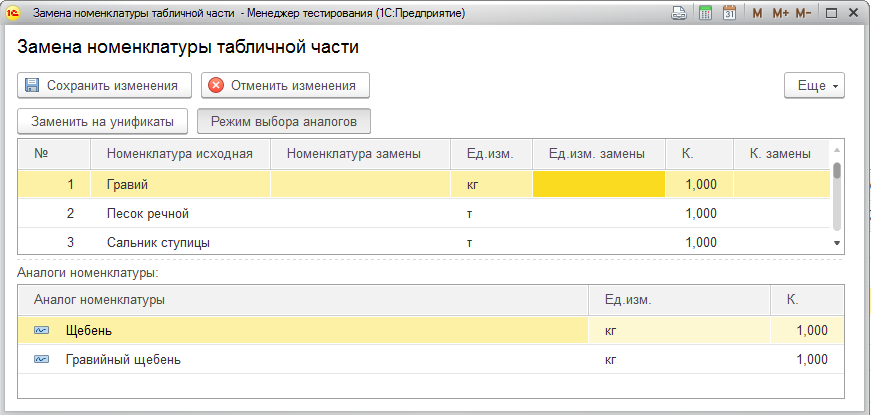 Замена номенклатуры табличной части - Менеджер тестирования (1С:Предприятие)
31 M M+ M-
Замена номенклатуры табличной части
Сохранить изменения Отменить изменения Еще
Заменить на унификаты Режим выбора аналогов
№ Номенклатура исходная Номенклатура замены Ед.изм. Ед.изм. замены К. К. замены
1 Гравий кг 1,000
2 Песок речной т 1,000
3 Сальник ступицы т 1,000
Аналоги номенклатуры:
Аналог номенклатуры Ед.изм. К.
Щебень кг 1,000
Гравийный щебень кг 1,000